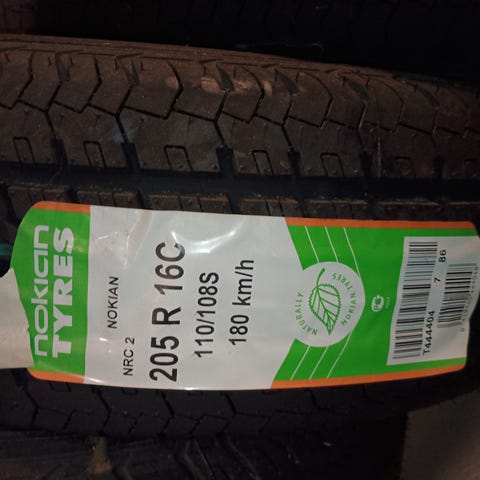 nokian
TYRES
NRC 2 NOKIAN
205 R 16C
110/108S
180 km/h
NATURALLY
NOKIAN TYRES
T444404 7 86